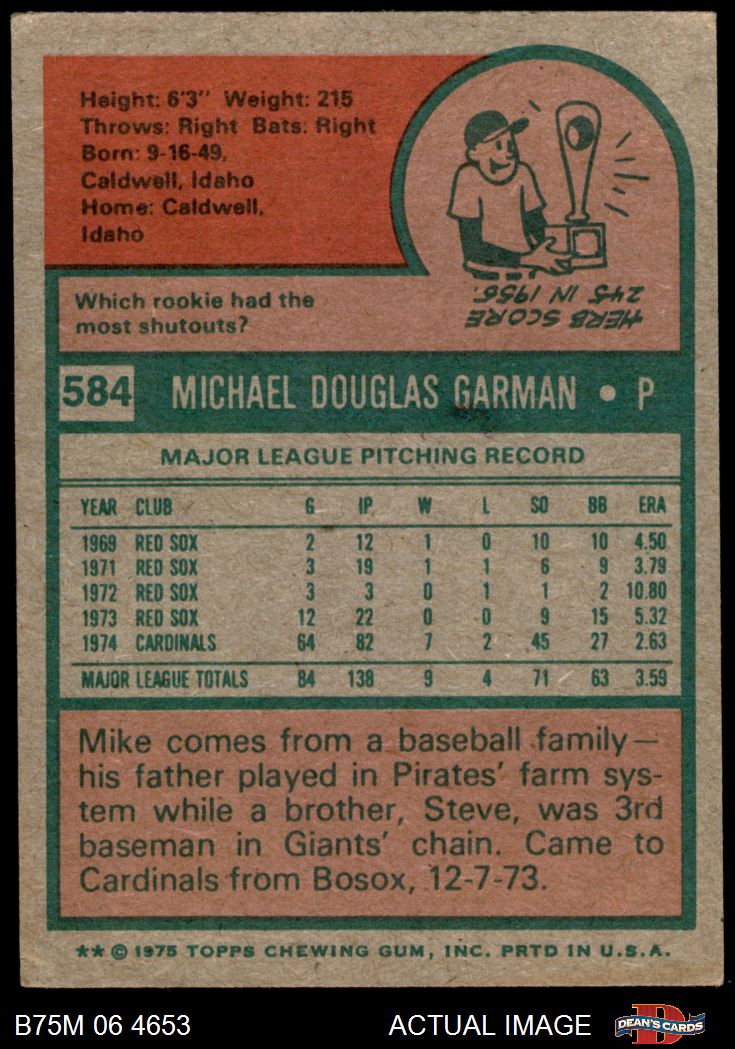 Height: 6'3" Weight: 215
Throws: Right Bats: Right
Born: 9-16-49,
Caldwell, Idaho
Home: Caldwell,
Idaho
Which rookie had the
most shutouts?
HERB SCORE
245 IN 1956.
584 MICHAEL DOUGLAS GARMAN • P
MAJOR LEAGUE PITCHING RECORD
YEAR CLUB G IP W L SO BB ERA
1969 RED SOX 2 12 1 0 10 10 4.50
1971 RED SOX 3 19 1 1 6 9 3.79
1972 RED SOX 3 3 0 1 1 2 10.80
1973 RED SOX 12 22 0 0 9 15 5.32
1974 CARDINALS 64 82 7 2 45 27 2.63
MAJOR LEAGUE TOTALS 84 138 9 4 71 63 3.59
Mike comes from a baseball family—
his father played in Pirates' farm sys-
tem while a brother, Steve, was 3rd
baseman in Giants' chain. Came to
Cardinals from Bosox, 12-7-73.
** © 1975 TOPPS CHEWING GUM, INC. PRTD IN U.S.A.
B75M 06 4653 ACTUAL IMAGE DEAN'S CARDS